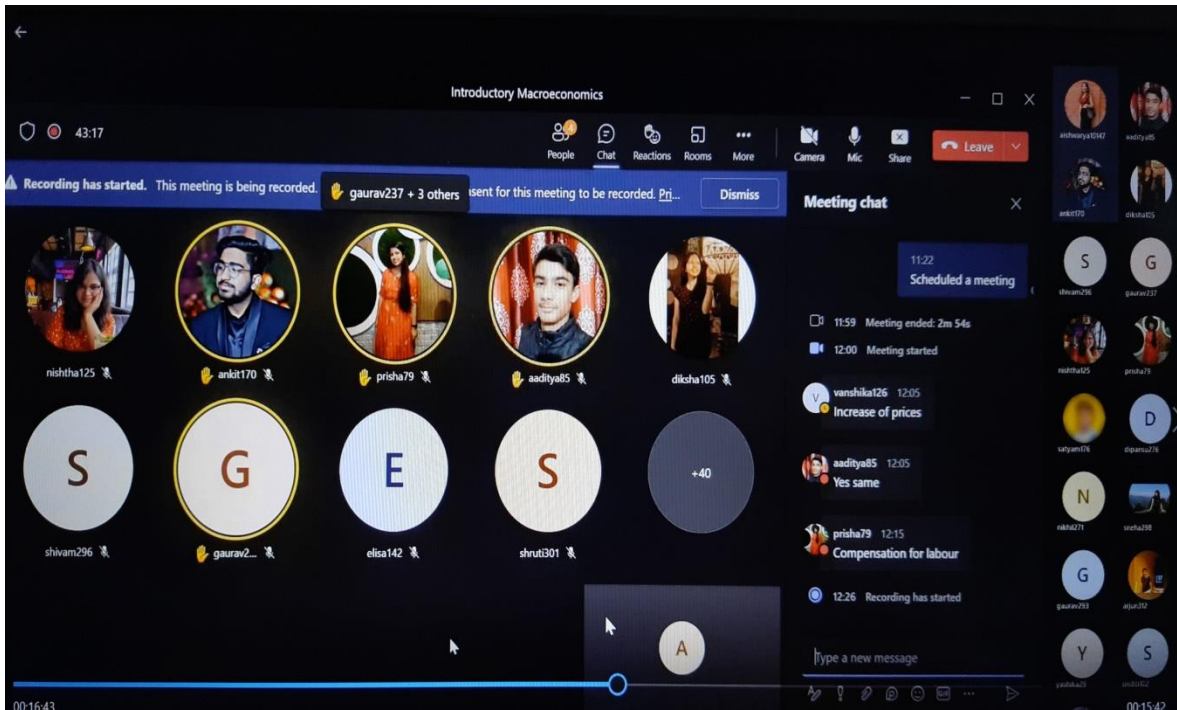 Introductory Macroeconomics
43:17
4
People
Chat
Reactions
Rooms
More
Camera
Mic
Share
Leave
Recording has started. This meeting is being recorded.
gaurav237 + 3 others
sent for this meeting to be recorded. Pri...
Dismiss
nishtha125
ankit170
prisha79
aaditya85
diksha105
S
G
E
S
+40
shivam296
gaurav2...
elisa142
shruti301
A
Meeting chat
11:22
Scheduled a meeting
11:59 Meeting ended: 2m 54s
12:00 Meeting started
V
vanshika126 12:05
Increase of prices
aaditya85 12:05
Yes same
prisha79 12:15
Compensation for labour
12:26 Recording has started
Type a new message
GIF
aishwarya10147
aaditya85
ankit170
diksha105
S
G
shivam296
gaurav237
nishtha125
prisha79
D
satyam176
dipansu276
N
nikhil271
sneha298
G
gaurav293
arjun312
Y
S
00:16:43
00:15:42